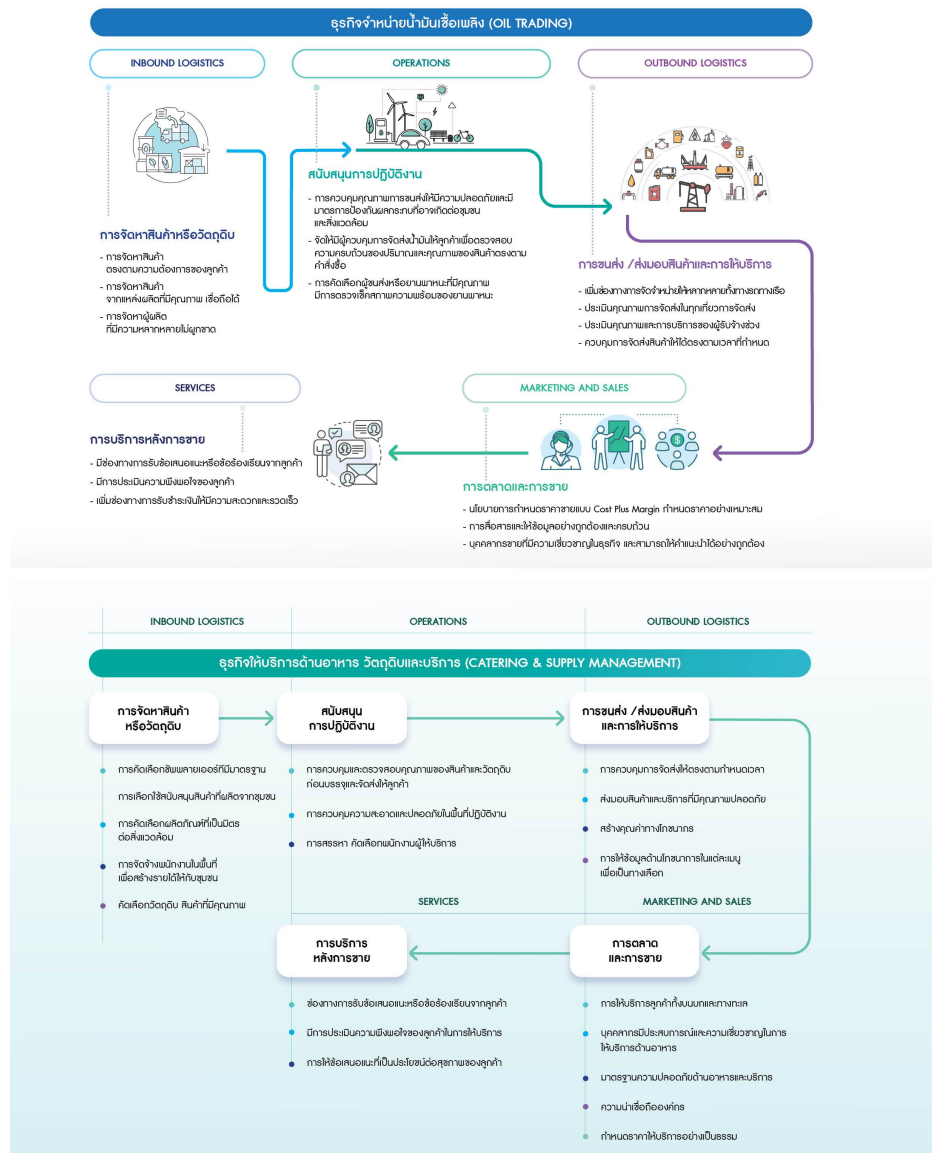 ธุรกิจจำหน่ายน้ำมันเชื้อเพลิง (OIL TRADING)
INBOUND LOGISTICS
OPERATIONS
OUTBOUND LOGISTICS
การจัดหาสินค้าหรือวัตถุดิบ
- การจัดหาสินค้า
ตรงตามความต้องการของลูกค้า
- การจัดหาสินค้า
จากแหล่งผลิตที่มีคุณภาพ เชื่อถือได้
- การจัดหาผู้ผลิต
ที่มีความหลากหลายไม่ผูกขาด
สนับสนุนการปฏิบัติงาน
- การควบคุมคุณภาพการขนส่งให้มีความปลอดภัยและมี
มาตรการป้องกันผลกระทบที่อาจเกิดต่อชุมชน
และสิ่งแวดล้อม
- จัดให้มีผู้ควบคุมการจัดส่งน้ำมันให้ลูกค้าเพื่อตรวจสอบ
ความครบถ้วนของปริมาณและคุณภาพของสินค้าตรงตาม
คำสั่งซื้อ
- การคัดเลือกผู้ขนส่งหรือยานพาหนะที่มีคุณภาพ
มีการตรวจเช็คสภาพความพร้อมของยานพาหนะ
การขนส่ง /ส่งมอบสินค้าและการให้บริการ
- เพิ่มช่องทางการจัดจำหน่ายให้หลากหลายทั้งทางรถทางเรือ
- ประเมินคุณภาพการจัดส่งในทุกเที่ยวการจัดส่ง
- ประเมินคุณภาพและการบริการของผู้รับจ้างช่วง
- ควบคุมการจัดส่งสินค้าให้ได้ตรงตามเวลาที่กำหนด
SERVICES
MARKETING AND SALES
การบริการหลังการขาย
- มีช่องทางการรับข้อเสนอแนะหรือข้อร้องเรียนจากลูกค้า
- มีการประเมินความพึงพอใจของลูกค้า
- เพิ่มช่องทางการรับชำระเงินให้มีความสะดวกและรวดเร็ว
การตลาดและการขาย
- นโยบายการกำหนดราคาขายแบบ Cost Plus Margin กำหนดราคาอย่างเหมาะสม
- การสื่อสารและให้ข้อมูลอย่างถูกต้องและครบถ้วน
- บุคคลากรขายที่มีความเชี่ยวชาญในธุรกิจ และสามารถให้คำแนะนำได้อย่างถูกต้อง
INBOUND LOGISTICS
OPERATIONS
OUTBOUND LOGISTICS
ธุรกิจให้บริการด้านอาหาร วัตถุดิบและบริการ (CATERING & SUPPLY MANAGEMENT)
การจัดหาสินค้า
หรือวัตถุดิบ
สนับสนุน
การปฏิบัติงาน
การขนส่ง /ส่งมอบสินค้า
และการให้บริการ
การคัดเลือกซัพพลายเออร์ที่มีมาตรฐาน
การเลือกใช้สนับสนุนสินค้าที่ผลิตจากชุมชน
การคัดเลือกผลิตภัณฑ์ที่เป็นมิตร
ต่อสิ่งแวดล้อม
การจัดจ้างพนักงานในพื้นที่
เพื่อสร้างรายได้ให้กับชุมชน
คัดเลือกวัตถุดิบ สินค้าที่มีคุณภาพ
การควบคุมและตรวจสอบคุณภาพของสินค้าและวัตถุดิบ
ก่อนบรรจุและจัดส่งให้ลูกค้า
การควบคุมความสะอาดและปลอดภัยในพื้นที่ปฏิบัติงาน
การสรรหา คัดเลือกพนักงานผู้ให้บริการ
การควบคุมการจัดส่งให้ตรงตามกำหนดเวลา
ส่งมอบสินค้าและบริการที่มีคุณภาพปลอดภัย
สร้างคุณค่าทางโภชนากร
การให้ข้อมูลด้านโภชนาการในแต่ละเมนู
เพื่อเป็นทางเลือก
SERVICES
MARKETING AND SALES
การบริการ
หลังการขาย
การตลาด
และการขาย
ช่องทางการรับข้อเสนอแนะหรือข้อร้องเรียนจากลูกค้า
มีการประเมินความพึงพอใจของลูกค้าในการให้บริการ
การให้ข้อเสนอแนะที่เป็นประโยชน์ต่อสุขภาพของลูกค้า
การให้บริการลูกค้าทั้งบนบกและทางทะเล
บุคคลากรมีประสบการณ์และความเชี่ยวชาญในการ
ให้บริการด้านอาหาร
มาตรฐานความปลอดภัยด้านอาหารและบริการ
ความน่าเชื่อถือองค์กร
กำหนดราคาให้บริการอย่างเป็นธรรม